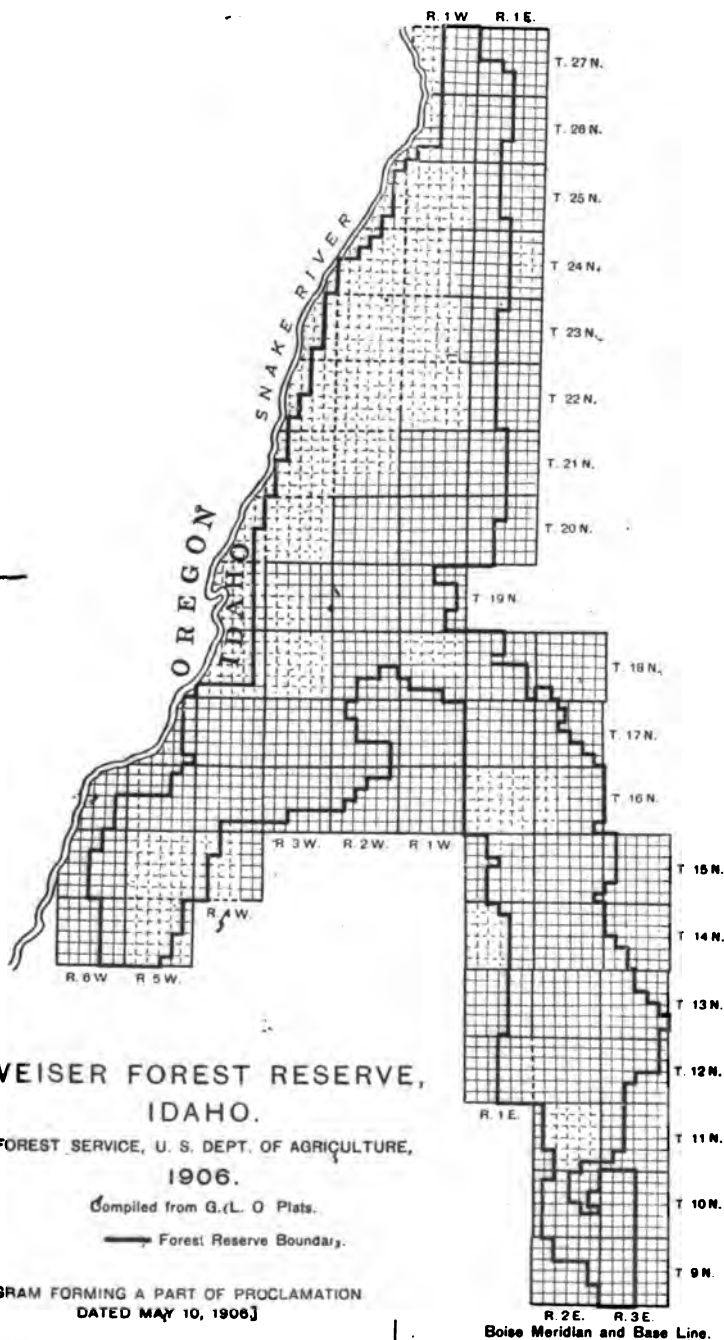 R. 1 W R. 1 E.
T. 27 N.
T. 26 N.
T. 25 N.
T. 24 N.
T. 23 N.
T. 22 N.
T. 21 N.
T. 20 N.
SNAKE RIVER
OREGON
IDAHO
T. 19 N.
T. 18 N.
T. 17 N.
T. 16 N.
R. 3 W. R. 2 W. R. 1 W
T 15 N.
R. 4 W.
T 14 N.
R. 6 W R. 5 W.
T 13 N.
T. 12 N.
R. 1 E.
T. 11 N.
T. 10 N.
T 9 N.
R. 2 E. R. 3 E.
Boise Meridian and Base Line.
VEISER FOREST RESERVE,
IDAHO.
FOREST SERVICE, U. S. DEPT. OF AGRICULTURE,
1906.
Compiled from G. L. O Plats.
Forest Reserve Boundary.
GRAM FORMING A PART OF PROCLAMATION
DATED MAY 10, 1906]